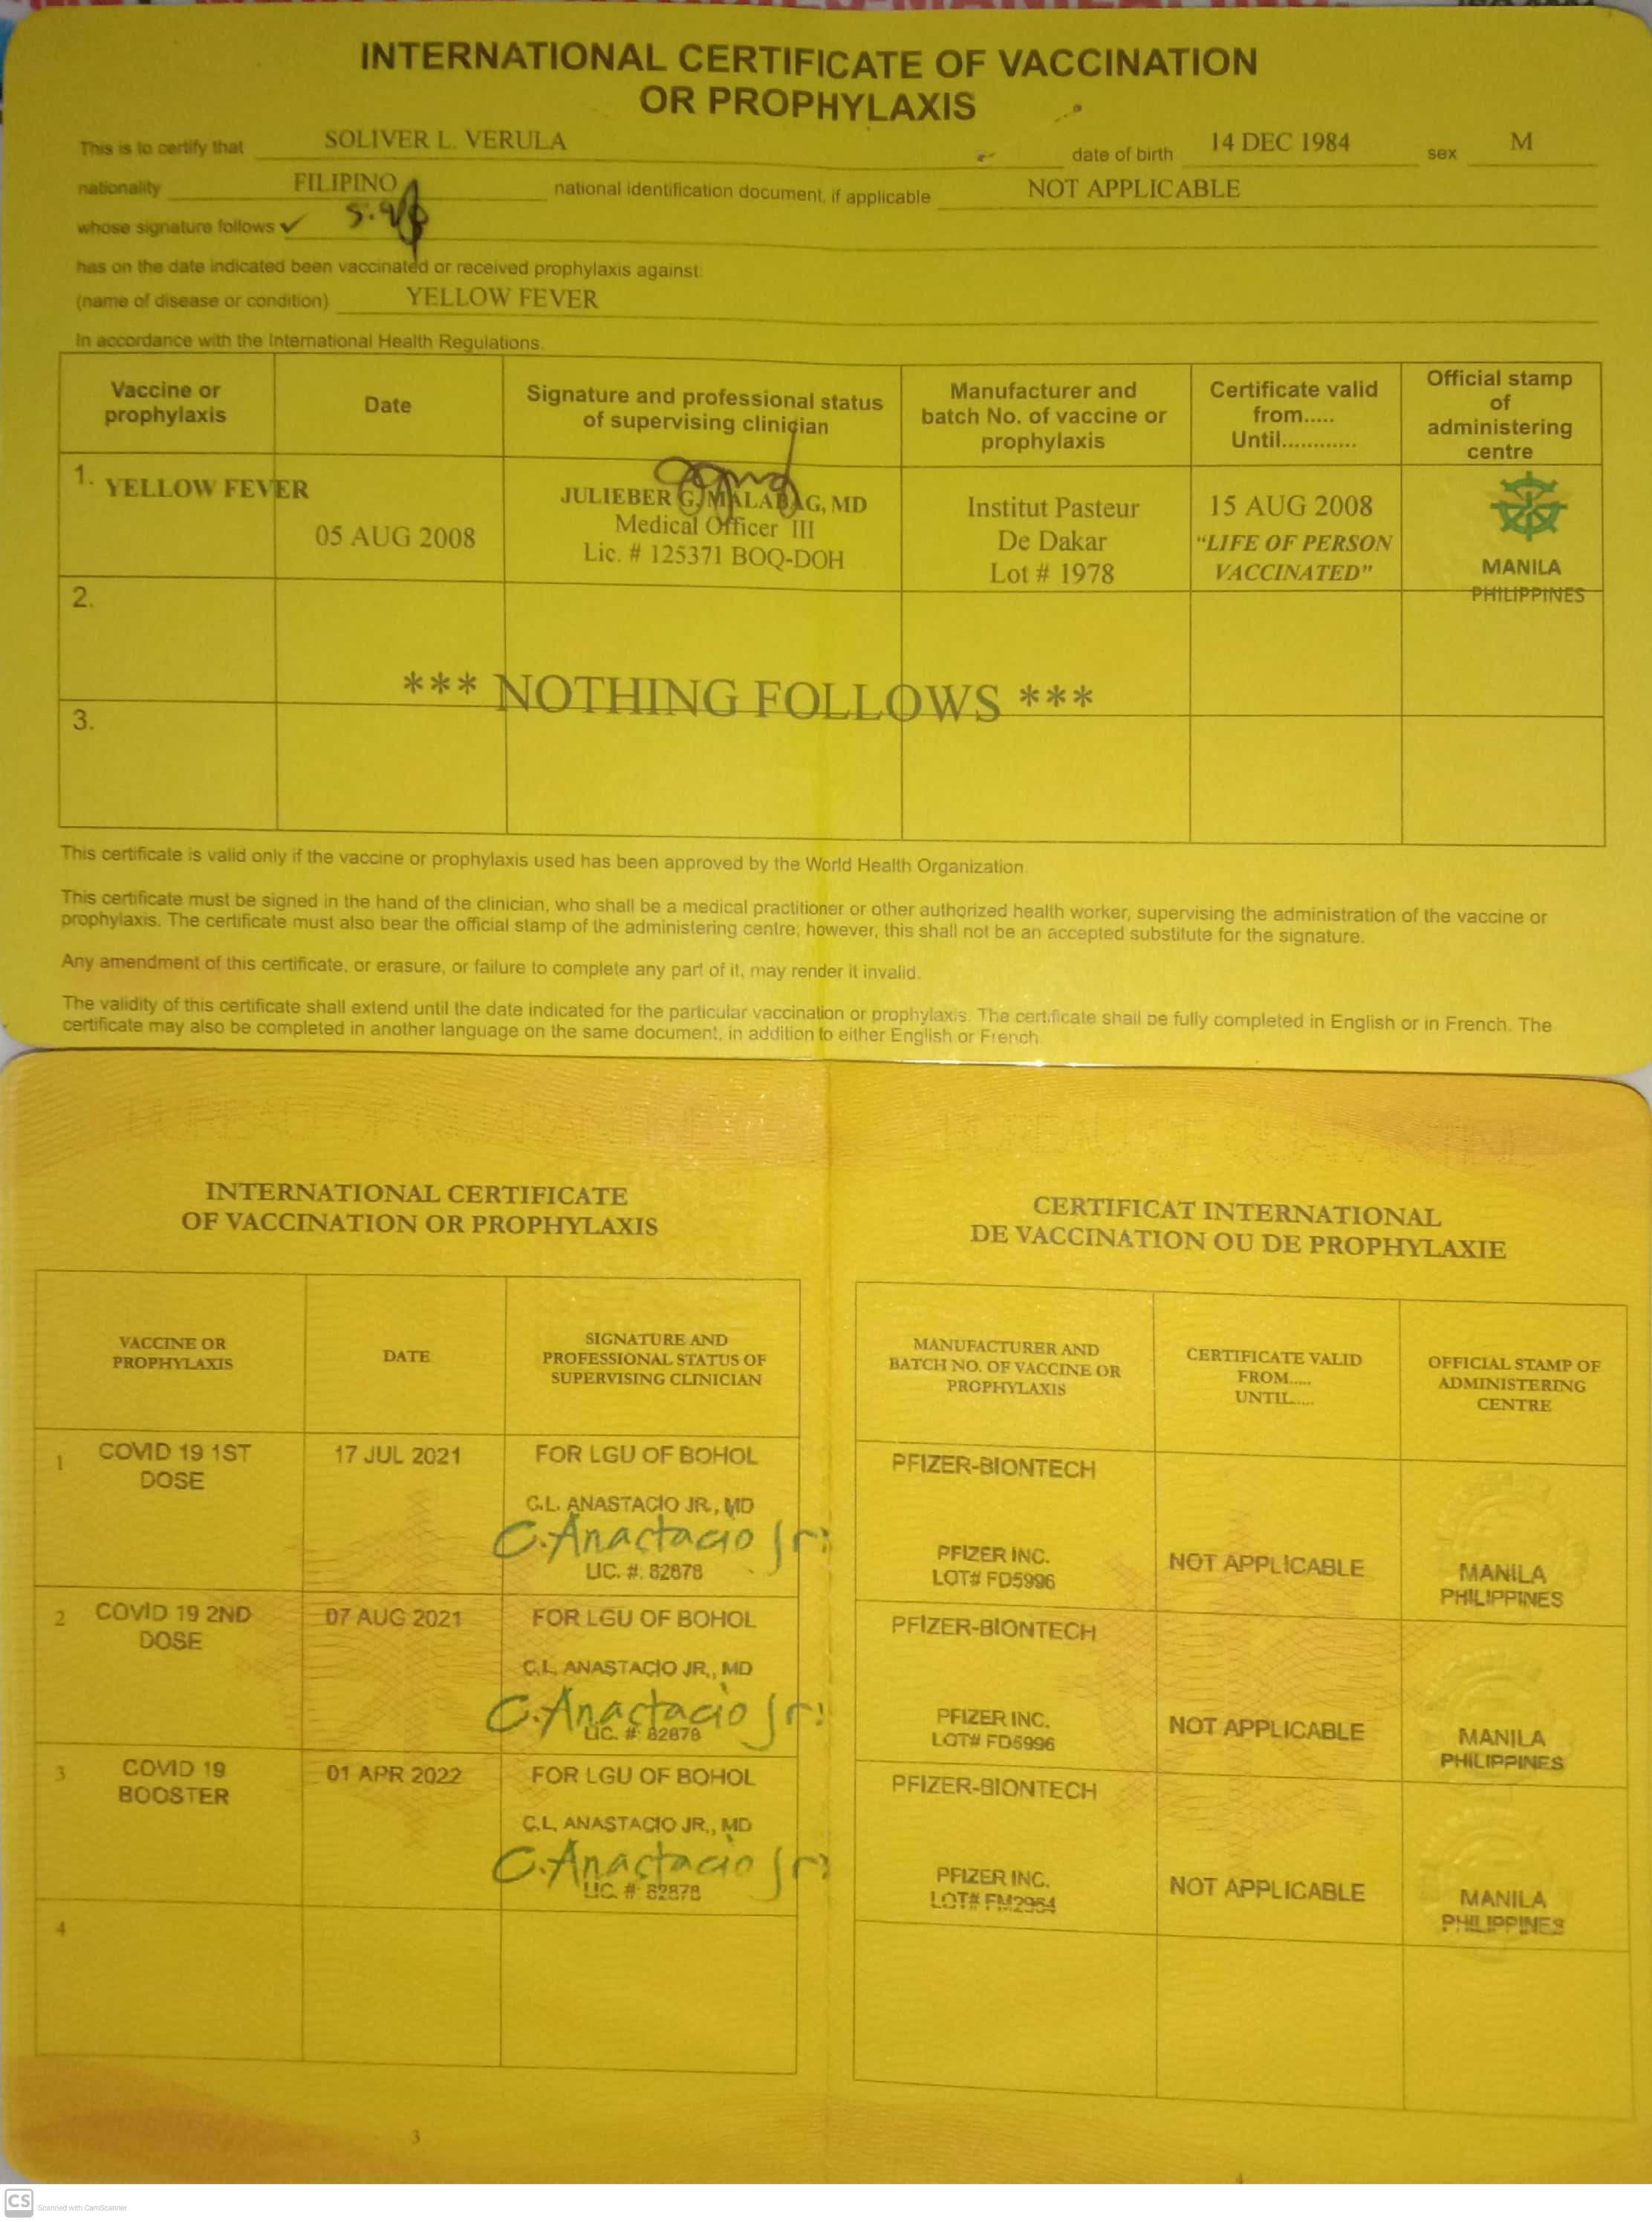 INTERNATIONAL CERTIFICATE OF VACCINATION
OR PROPHYLAXIS
This is to certify that SOLIVER L. VERULA date of birth 14 DEC 1984 sex M
nationality FILIPINO national identification document, if applicable NOT APPLICABLE
whose signature follows ✓
has on the date indicated been vaccinated or received prophylaxis against:
(name of disease or condition) YELLOW FEVER
In accordance with the International Health Regulations.
Vaccine or
prophylaxis
Date
Signature and professional status
of supervising clinician
Manufacturer and
batch No. of vaccine or
prophylaxis
Certificate valid
from.....
Until............
Official stamp
of
administering
centre
1. YELLOW FEVER
05 AUG 2008
JULIEBER G. MALABAG, MD
Medical Officer III
Lic. # 125371 BOQ-DOH
Institut Pasteur
De Dakar
Lot # 1978
15 AUG 2008
"LIFE OF PERSON
VACCINATED"
MANILA
PHILIPPINES
2.
*** NOTHING FOLLOWS ***
3.
This certificate is valid only if the vaccine or prophylaxis used has been approved by the World Health Organization.
This certificate must be signed in the hand of the clinician, who shall be a medical practitioner or other authorized health worker, supervising the administration of the vaccine or
prophylaxis. The certificate must also bear the official stamp of the administering centre; however, this shall not be an accepted substitute for the signature.
Any amendment of this certificate, or erasure, or failure to complete any part of it, may render it invalid.
The validity of this certificate shall extend until the date indicated for the particular vaccination or prophylaxis. The certificate shall be fully completed in English or in French. The
certificate may also be completed in another language on the same document, in addition to either English or French.
INTERNATIONAL CERTIFICATE
OF VACCINATION OR PROPHYLAXIS
CERTIFICAT INTERNATIONAL
DE VACCINATION OU DE PROPHYLAXIE
VACCINE OR
PROPHYLAXIS
DATE
SIGNATURE AND
PROFESSIONAL STATUS OF
SUPERVISING CLINICIAN
MANUFACTURER AND
BATCH NO. OF VACCINE OR
PROPHYLAXIS
CERTIFICATE VALID
FROM.....
UNTIL.....
OFFICIAL STAMP OF
ADMINISTERING
CENTRE
1 COVID 19 1ST
DOSE
17 JUL 2021
FOR LGU OF BOHOL
C.L. ANASTACIO JR., MD
C. Anactacio Jr.
LIC. #: 82878
PFIZER-BIONTECH
PFIZER INC.
LOT# FD5996
NOT APPLICABLE
MANILA
PHILIPPINES
2 COVID 19 2ND
DOSE
07 AUG 2021
FOR LGU OF BOHOL
C.L. ANASTACIO JR., MD
C. Anactacio Jr.
LIC. #: 82878
PFIZER-BIONTECH
PFIZER INC.
LOT# FD5996
NOT APPLICABLE
MANILA
PHILIPPINES
3 COVID 19
BOOSTER
01 APR 2022
FOR LGU OF BOHOL
C.L. ANASTACIO JR., MD
C. Anactacio Jr.
LIC. #: 82878
PFIZER-BIONTECH
PFIZER INC.
LOT# FM2954
NOT APPLICABLE
MANILA
PHILIPPINES
4
3
4
CS Scanned with CamScanner